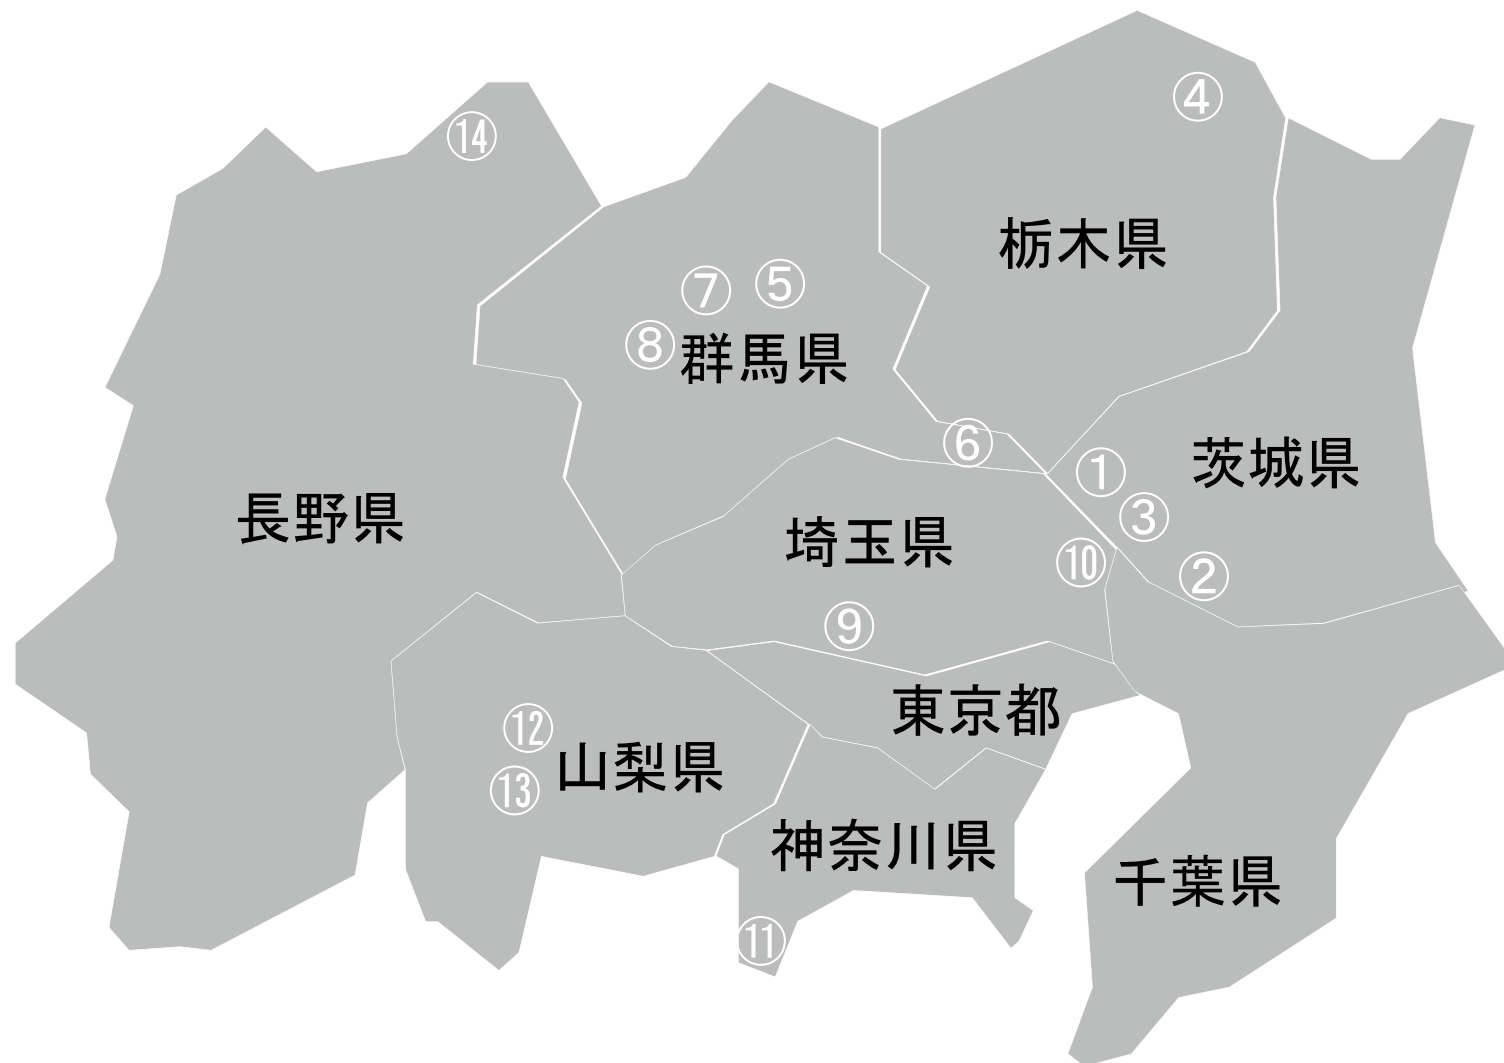 ④
⑭
栃木県
⑦
⑤
⑧
群馬県
⑥
①
茨城県
③
長野県
埼玉県
⑩
②
⑨
東京都
⑫
山梨県
⑬
神奈川県
千葉県
⑪